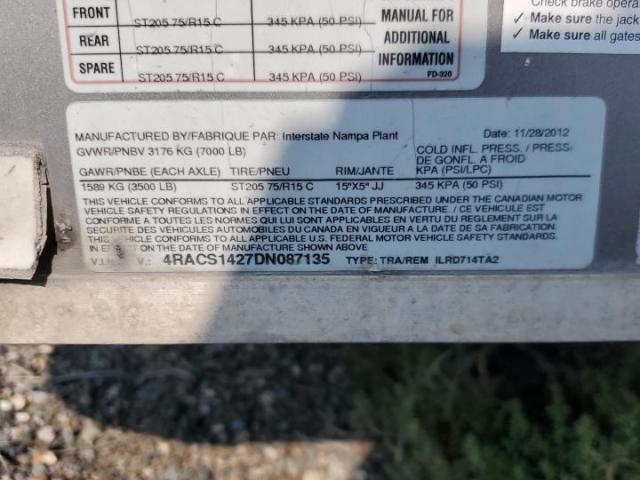 FRONT ST205 75/R15 C 345 KPA (50 PSI) MANUAL FOR
REAR ST205 75/R15 C 345 KPA (50 PSI) ADDITIONAL
SPARE ST205 75/R15 C 345 KPA (50 PSI) INFORMATION
FD-320
Check brake opera
✓ Make sure the jack
✓ Make sure all gates
MANUFACTURED BY/FABRIQUE PAR: Interstate Nampa Plant Date: 11/28/2012
GVWR/PNBV 3176 KG (7000 LB) COLD INFL. PRESS./PRESS.
DE GONFL. A FROID
GAWR/PNBE (EACH AXLE) TIRE/PNEU RIM/JANTE KPA (PSI/LPC)
1589 KG (3500 LB) ST205 75/R15 C 15"X5" JJ 345 KPA (50 PSI)
THIS VEHICLE CONFORMS TO ALL APPLICABLE STANDARDS PRESCRIBED UNDER THE CANADIAN MOTOR
VEHICLE SAFETY REGULATIONS IN EFFECT ON THE DATE OF MANUFACTURE. / CE VEHICULE EST
CONFORME A TOUTES LES NORMES QUI LUI SONT APPLICABLES EN VERTU DU REGLEMENT SUR LA
SECURITE DES VEHICULES AUTOMOBILES DU CANADA EN VIGUEUR A LA DATE DE SA FABRICATION.
THIS VEHICLE CONFORMS TO ALL APPLICABLE U.S. FEDERAL MOTOR VEHICLE SAFETY STANDARDS
IN EFFECT ON THE DATE OF MANUFACTURE SHOWN ABOVE.
V.I.N. V.: 4RACS1427DN087135 TYPE: TRA/REM ILRD714TA2